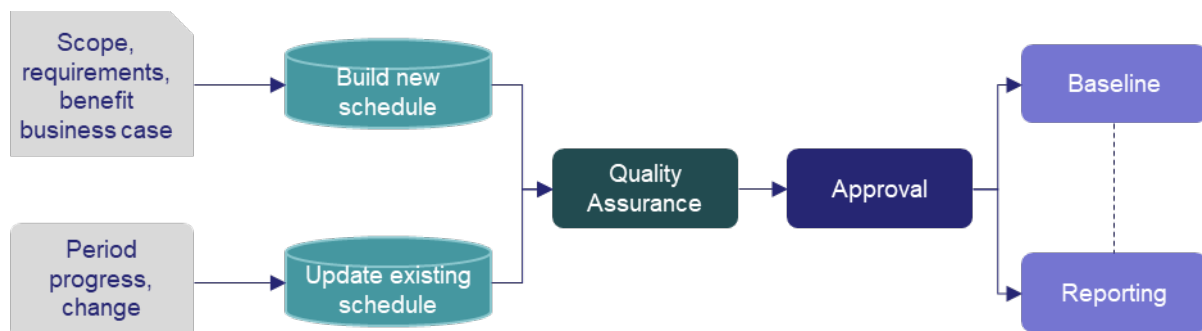 Scope,
requirements,
benefit
business case
Build new
schedule
Baseline
Quality
Assurance
Approval
Period
progress,
change
Update existing
schedule
Reporting